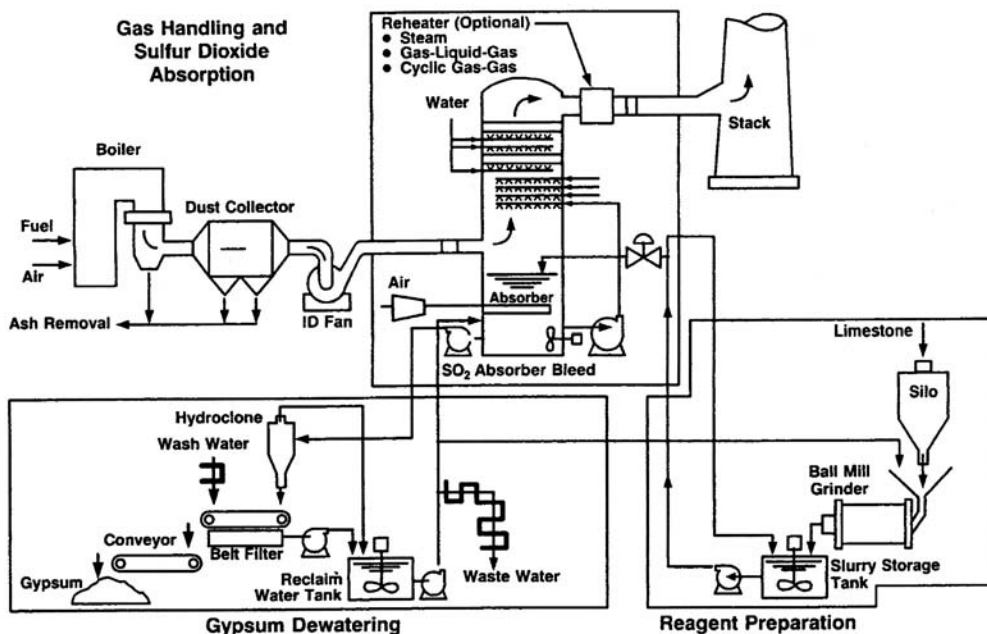 Gas Handling and
Sulfur Dioxide
Absorption
Reheater (Optional)
● Steam
● Gas-Liquid-Gas
● Cyclic Gas-Gas
Water
Stack
Boiler
Dust Collector
Fuel
Air
Ash Removal
ID Fan
Air
Absorber
SO₂ Absorber Bleed
Limestone
Silo
Ball Mill
Grinder
Slurry Storage
Tank
Reagent Preparation
Hydroclone
Wash Water
Conveyor
Belt Filter
Gypsum
Reclaim
Water Tank
Waste Water
Gypsum Dewatering